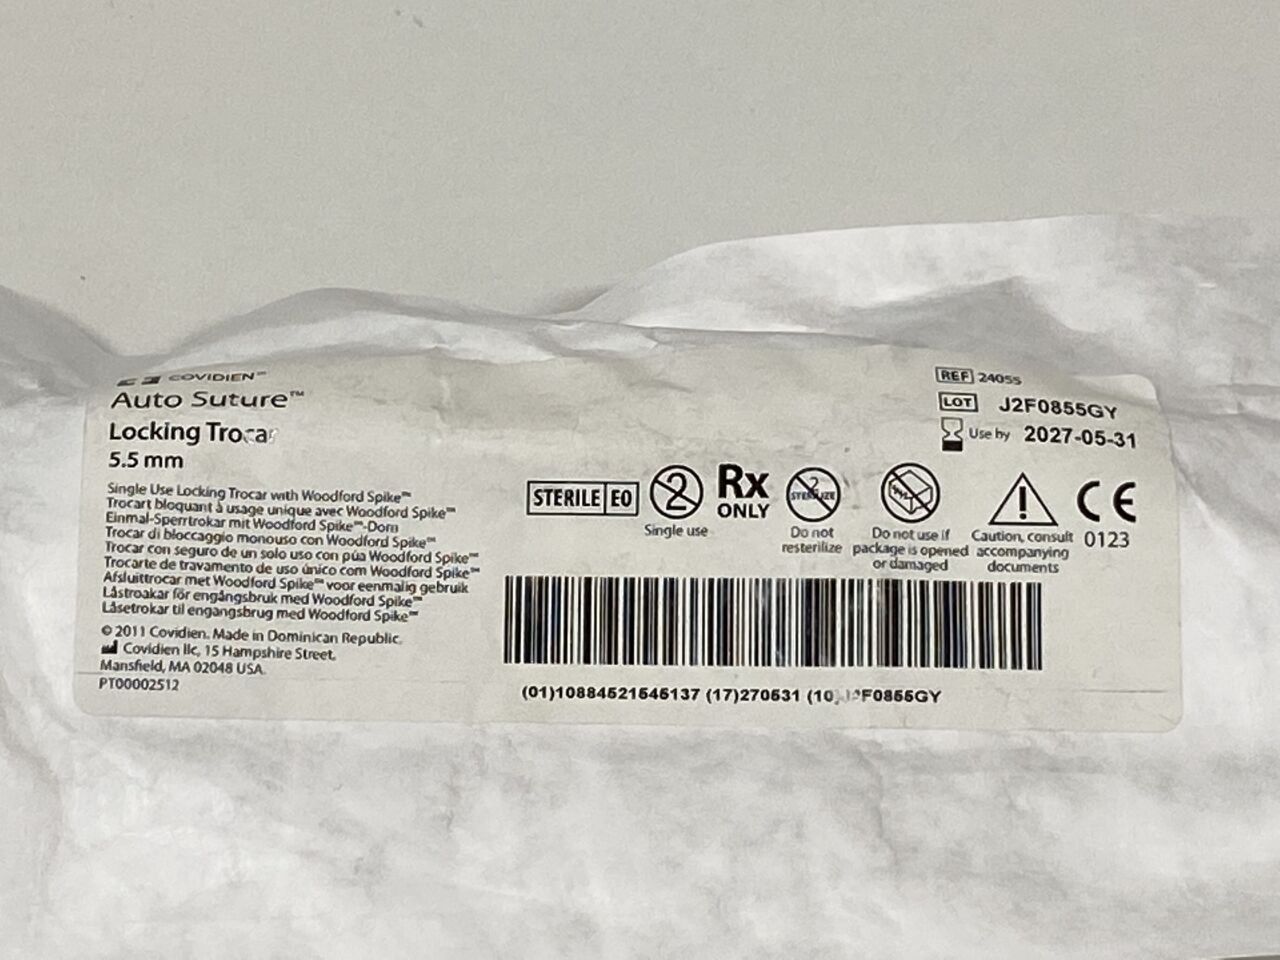 COVIDIEN™
Auto Suture™
Locking Trocar
5.5 mm
Single Use Locking Trocar with Woodford Spike™
Trocart bloquant à usage unique avec Woodford Spike™
Einmal-Sperrtrokar mit Woodford Spike™-Dorn
Trocar di bloccaggio monouso con Woodford Spike™
Trocar con seguro de un solo uso con púa Woodford Spike™
Trocarte de travamento de uso único com Woodford Spike™
Afsluittrocar met Woodford Spike™ voor eenmalig gebruik
Låstroakar för engångsbruk med Woodford Spike™
Låsetrokar til engangsbrug med Woodford Spike™
© 2011 Covidien. Made in Dominican Republic.
Covidien llc, 15 Hampshire Street,
Mansfield, MA 02048 USA.
PT00002512
REF 24055
LOT J2F0855GY
Use by 2027-05-31
STERILE EO
2
Single use
Rx
ONLY
2
STERILIZE
Do not
resterilize
Do not use if
package is opened
or damaged
Caution, consult
accompanying
documents
CE
0123
(01)10884521545137 (17)270531 (10)J2F0855GY